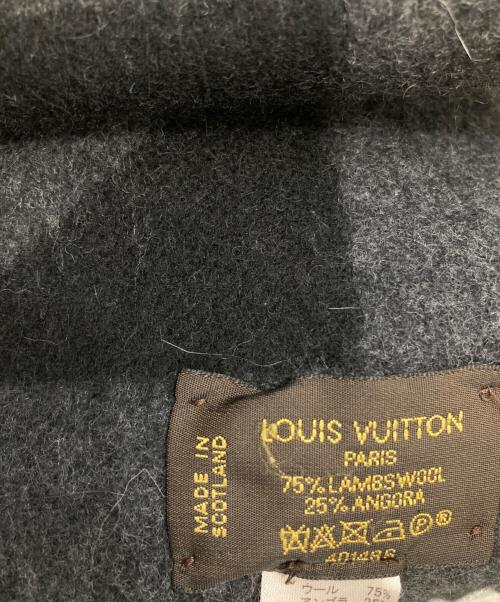 MADE IN
SCOTLAND
LOUIS VUITTON
PARIS
75% LAMBSWOOL
25% ANGORA
P®
ウール 75%